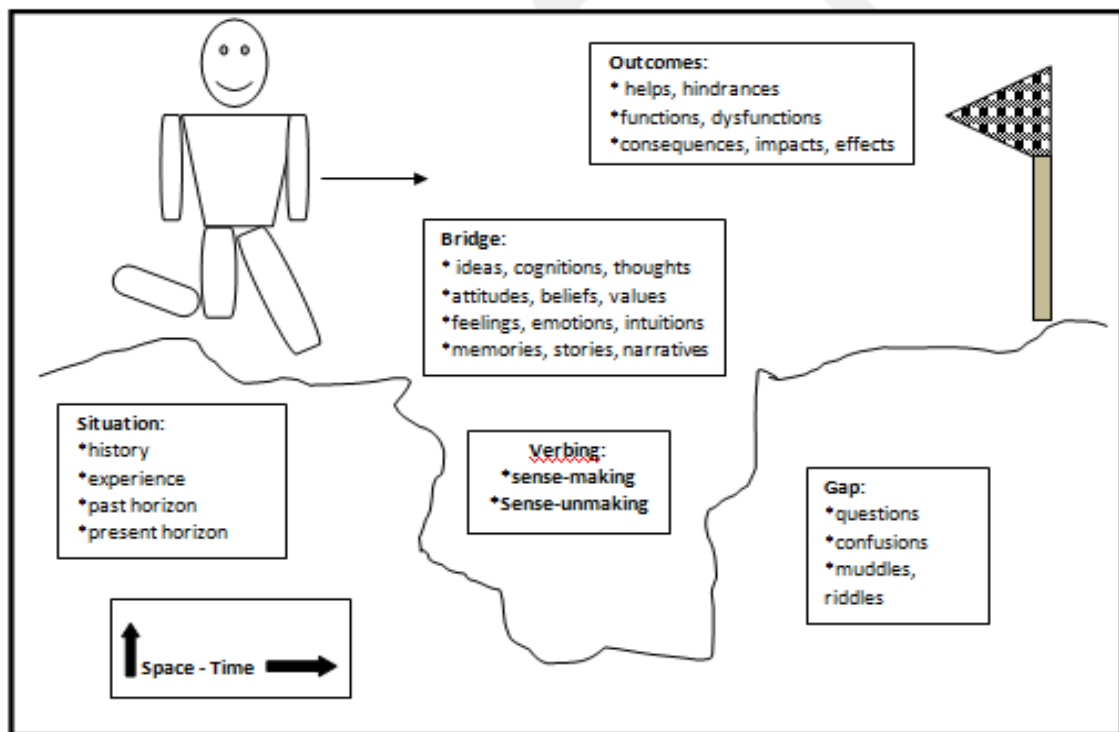 Outcomes:
* helps, hindrances
*functions, dysfunctions
*consequences, impacts, effects
Bridge:
* ideas, cognitions, thoughts
*attitudes, beliefs, values
*feelings, emotions, intuitions
*memories, stories, narratives
Situation:
*history
*experience
*past horizon
*present horizon
Verbing:
*sense-making
*Sense-unmaking
Gap:
*questions
*confusions
*muddles,
riddles
Space - Time